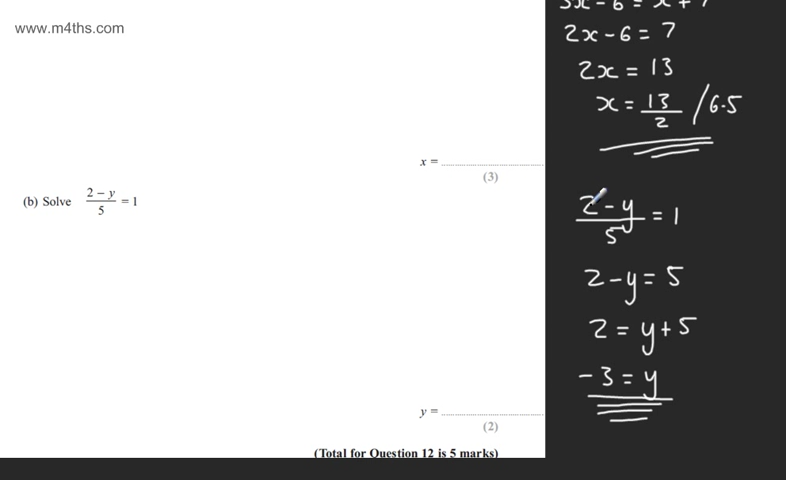 www.m4ths.com
x =
(3)
(b) Solve (2 − y)/5 = 1
y =
(2)
(Total for Question 12 is 5 marks)
3x - 6 = x + 7
2x - 6 = 7
2x = 13
x = 13/2 / 6.5
(2 - y)/5 = 1
2 - y = 5
2 = y + 5
-3 = y